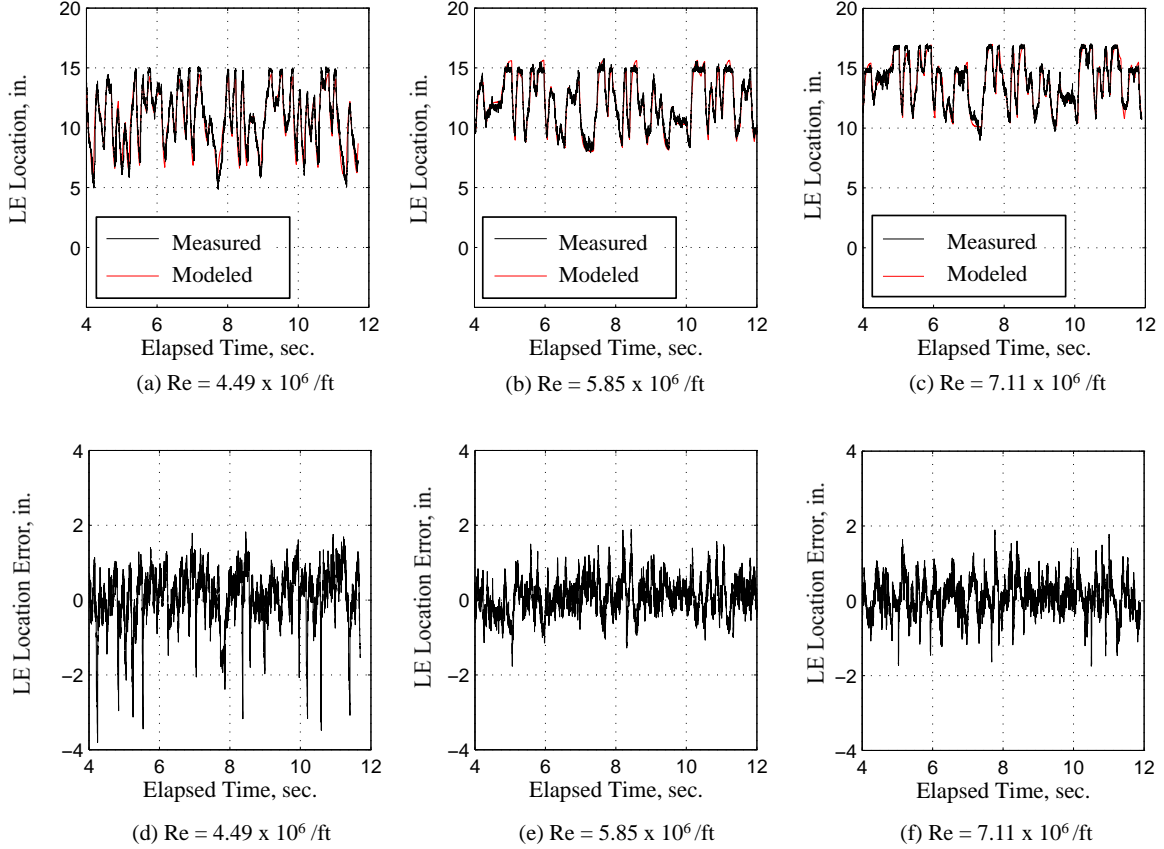 20
15
10
5
0
LE Location, in.
Measured
Modeled
4 6 8 10 12
Elapsed Time, sec.
(a) Re = 4.49 x 10⁶ /ft
20
15
10
5
0
LE Location, in.
Measured
Modeled
4 6 8 10 12
Elapsed Time, sec.
(b) Re = 5.85 x 10⁶ /ft
20
15
10
5
0
LE Location, in.
Measured
Modeled
4 6 8 10 12
Elapsed Time, sec.
(c) Re = 7.11 x 10⁶ /ft
4
2
0
−2
−4
LE Location Error, in.
4 6 8 10 12
Elapsed Time, sec.
(d) Re = 4.49 x 10⁶ /ft
4
2
0
−2
−4
LE Location Error, in.
4 6 8 10 12
Elapsed Time, sec.
(e) Re = 5.85 x 10⁶ /ft
4
2
0
−2
−4
LE Location Error, in.
4 6 8 10 12
Elapsed Time, sec.
(f) Re = 7.11 x 10⁶ /ft